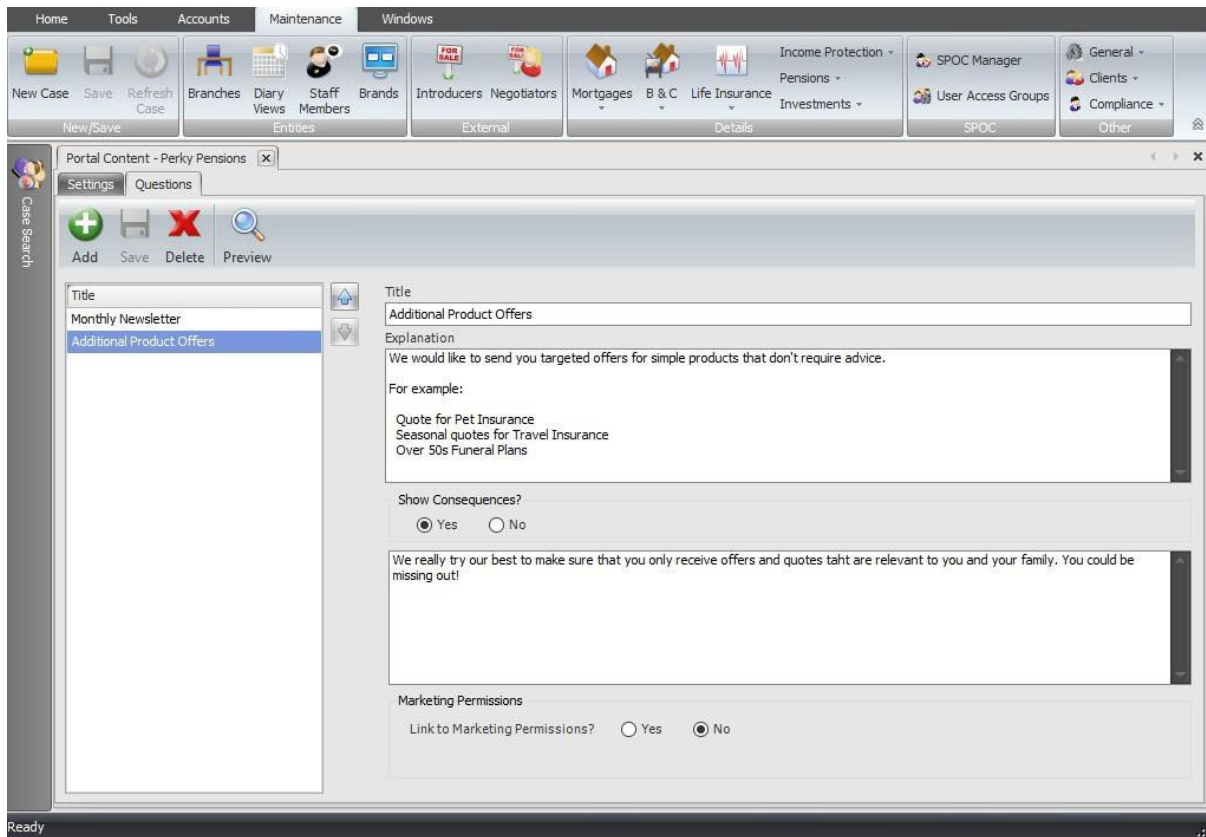 Home Tools Accounts Maintenance Windows
New Case Save Refresh Case Branches Diary Views Staff Members Brands FOR SALE Introducers FOR SALE Negotiators Mortgages B & C Life Insurance
Income Protection
Pensions
Investments
SPOC Manager
User Access Groups
General
Clients
Compliance
New/Save Entities External Details SPOC Other
Case Search
Portal Content - Perky Pensions
Settings Questions
Add Save Delete Preview
Title
Monthly Newsletter
Additional Product Offers
Title
Additional Product Offers
Explanation
We would like to send you targeted offers for simple products that don't require advice.
For example:
Quote for Pet Insurance
Seasonal quotes for Travel Insurance
Over 50s Funeral Plans
Show Consequences?
Yes No
We really try our best to make sure that you only receive offers and quotes taht are relevant to you and your family. You could be
missing out!
Marketing Permissions
Link to Marketing Permissions? Yes No
Ready